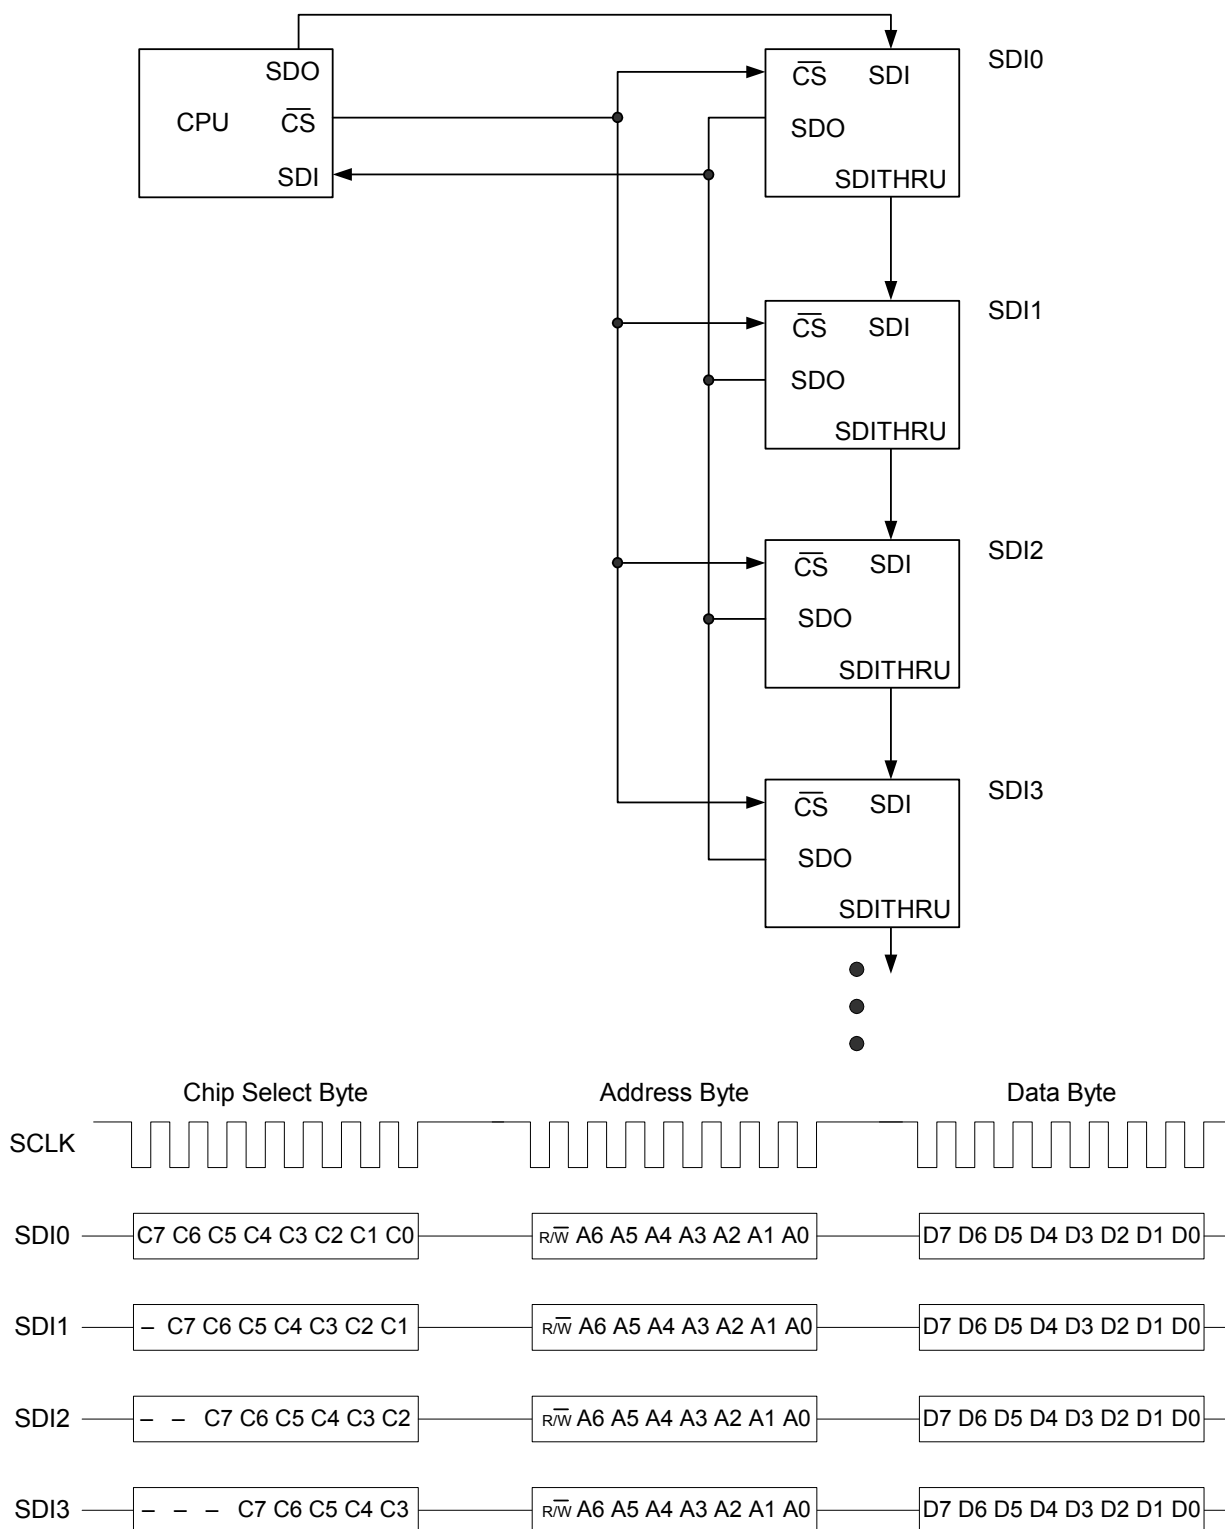 SDO
CPU
C̅S̅
SDI
C̅S̅ SDI
SDO
SDITHRU
SDI0
C̅S̅ SDI
SDO
SDITHRU
SDI1
C̅S̅ SDI
SDO
SDITHRU
SDI2
C̅S̅ SDI
SDO
SDITHRU
SDI3
Chip Select Byte Address Byte Data Byte
SCLK
SDI0 C7 C6 C5 C4 C3 C2 C1 C0 R/W̅ A6 A5 A4 A3 A2 A1 A0 D7 D6 D5 D4 D3 D2 D1 D0
SDI1 – C7 C6 C5 C4 C3 C2 C1 R/W̅ A6 A5 A4 A3 A2 A1 A0 D7 D6 D5 D4 D3 D2 D1 D0
SDI2 – – C7 C6 C5 C4 C3 C2 R/W̅ A6 A5 A4 A3 A2 A1 A0 D7 D6 D5 D4 D3 D2 D1 D0
SDI3 – – – C7 C6 C5 C4 C3 R/W̅ A6 A5 A4 A3 A2 A1 A0 D7 D6 D5 D4 D3 D2 D1 D0